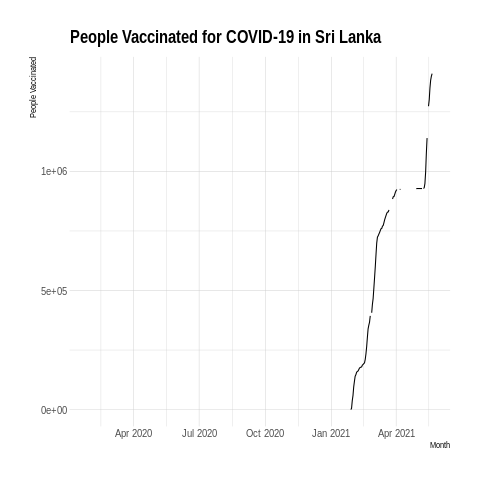 People Vaccinated for COVID-19 in Sri Lanka
People Vaccinated
1e+06
5e+05
0e+00
Apr 2020 Jul 2020 Oct 2020 Jan 2021 Apr 2021
Month